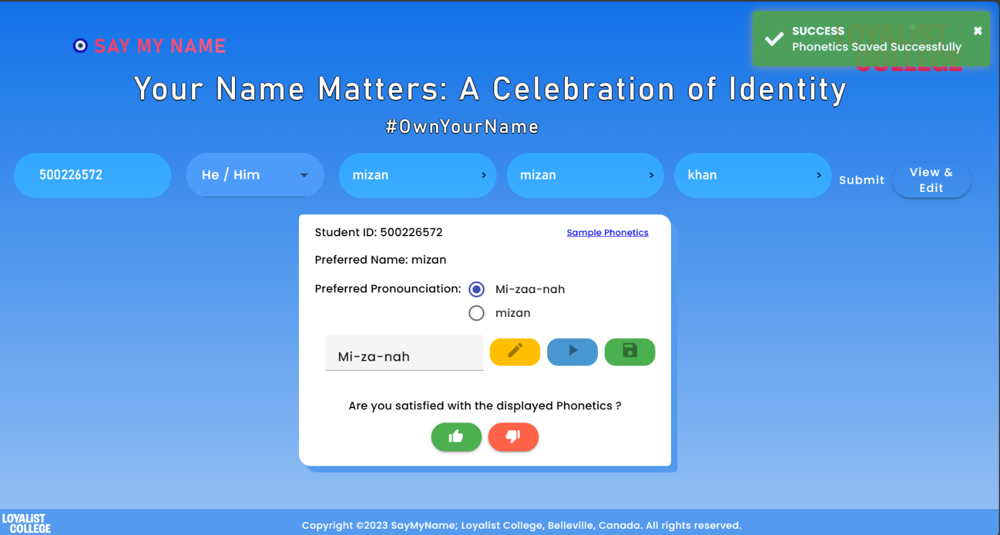 SAY MY NAME
LOYALiST
COLLEGE
SUCCESS
Phonetics Saved Successfully
Your Name Matters: A Celebration of Identity
#OwnYourName
500226572
He / Him
mizan
mizan
khan
Submit
View &
Edit
Student ID: 500226572
Sample Phonetics
Preferred Name: mizan
Preferred Pronounciation:
Mi-zaa-nah
mizan
Mi-za-nah
Are you satisfied with the displayed Phonetics ?
LOYALiST
COLLEGE
Copyright ©2023 SayMyName; Loyalist College, Belleville, Canada. All rights reserved.